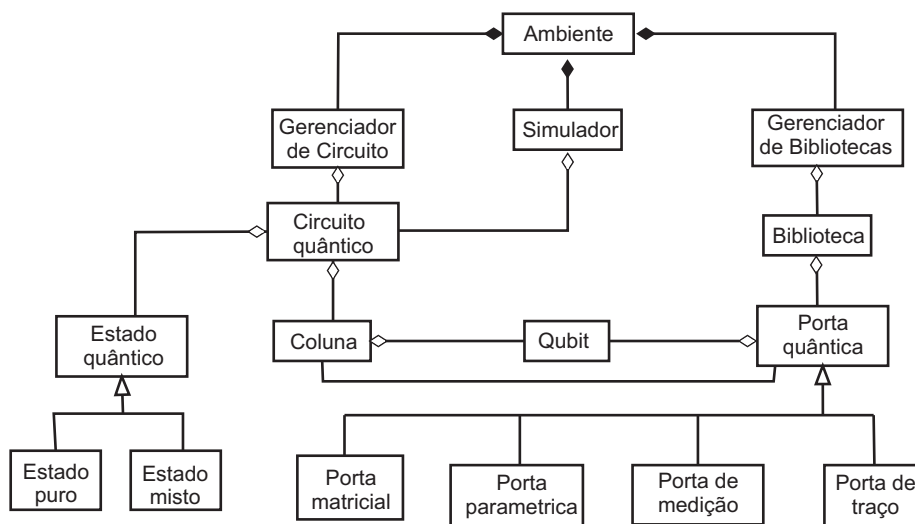 Ambiente
Gerenciador
de Circuito
Simulador
Gerenciador
de Bibliotecas
Circuito
quântico
Biblioteca
Estado
quântico
Coluna
Qubit
Porta
quântica
Estado
puro
Estado
misto
Porta
matricial
Porta
parametrica
Porta de
medição
Porta de
traço